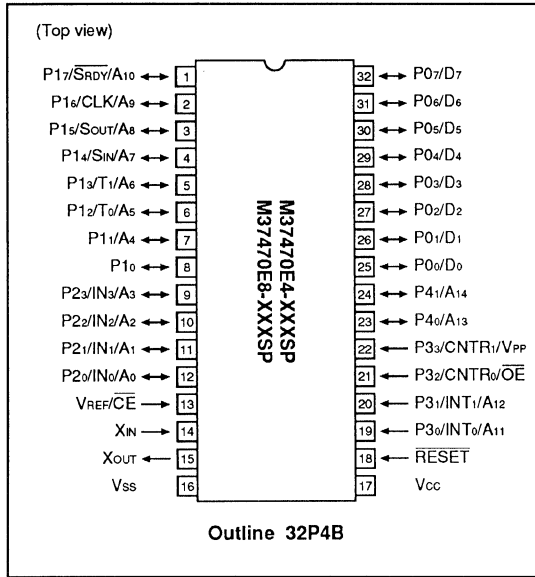 (Top view)
P17/SRDY/A10 ↔ 1
P16/CLK/A9 ↔ 2
P15/SOUT/A8 ↔ 3
P14/SIN/A7 ↔ 4
P13/T1/A6 ↔ 5
P12/T0/A5 ↔ 6
P11/A4 ↔ 7
P10 ↔ 8
P23/IN3/A3 ↔ 9
P22/IN2/A2 ↔ 10
P21/IN1/A1 ↔ 11
P20/IN0/A0 ↔ 12
VREF/CE → 13
XIN → 14
XOUT ← 15
VSS 16
M37470E4-XXXSP
M37470E8-XXXSP
32 ↔ P07/D7
31 ↔ P06/D6
30 ↔ P05/D5
29 ↔ P04/D4
28 ↔ P03/D3
27 ↔ P02/D2
26 ↔ P01/D1
25 ↔ P00/D0
24 ↔ P41/A14
23 ↔ P40/A13
22 ← P33/CNTR1/VPP
21 ← P32/CNTR0/OE
20 ← P31/INT1/A12
19 ← P30/INT0/A11
18 ← RESET
17 VCC
Outline 32P4B